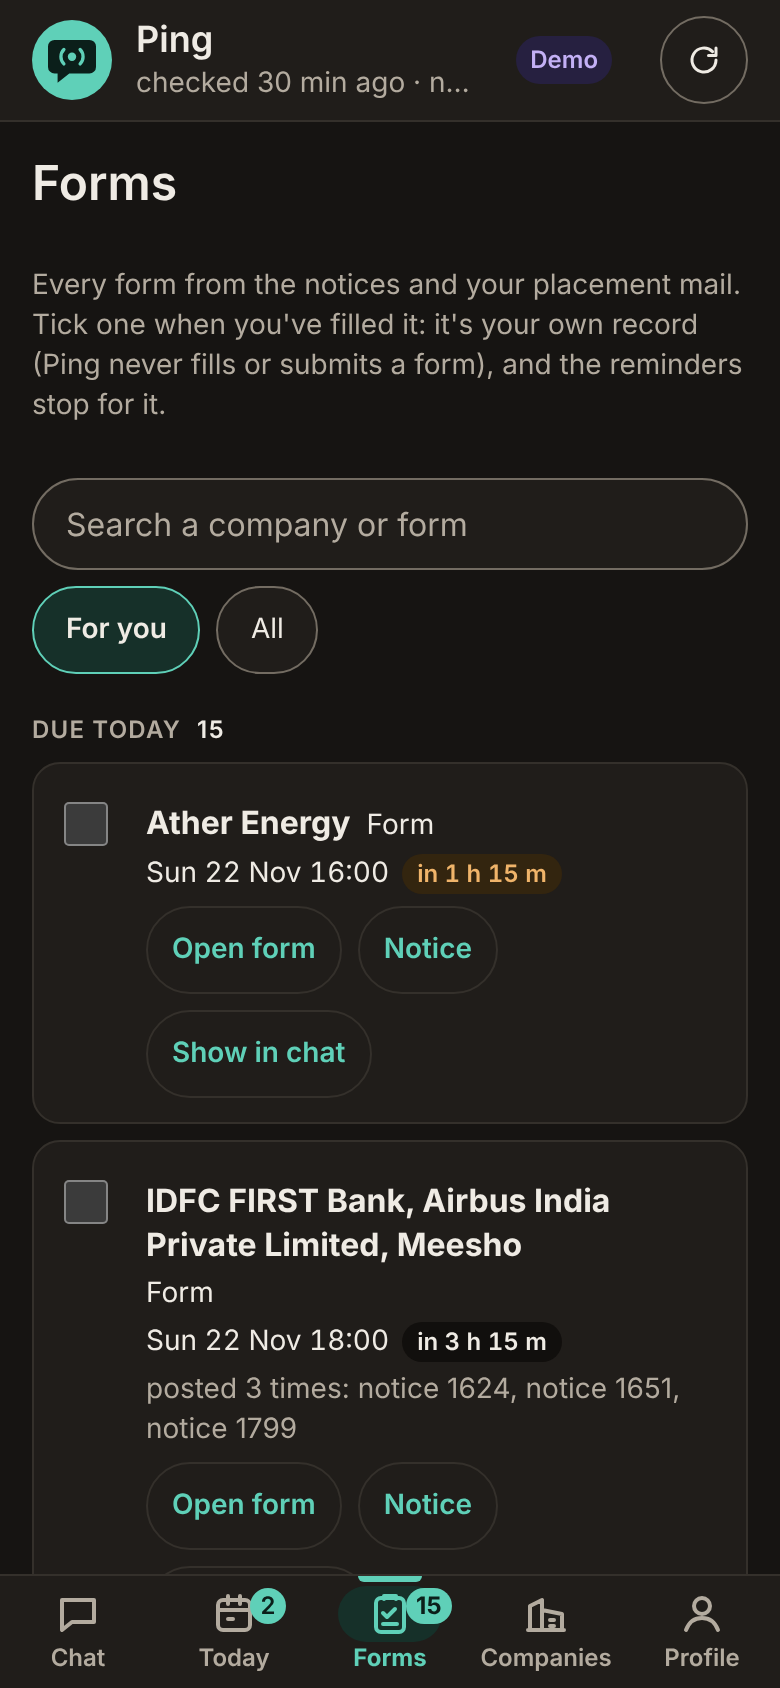 Ping
checked 30 min ago · n...
Demo
Forms
Every form from the notices and your placement mail.
Tick one when you've filled it: it's your own record
(Ping never fills or submits a form), and the reminders
stop for it.
Search a company or form
For you
All
DUE TODAY 15
Ather Energy Form
Sun 22 Nov 16:00 in 1 h 15 m
Open form
Notice
Show in chat
IDFC FIRST Bank, Airbus India
Private Limited, Meesho
Form
Sun 22 Nov 18:00 in 3 h 15 m
posted 3 times: notice 1624, notice 1651,
notice 1799
Open form
Notice
2
15
Chat
Today
Forms
Companies
Profile